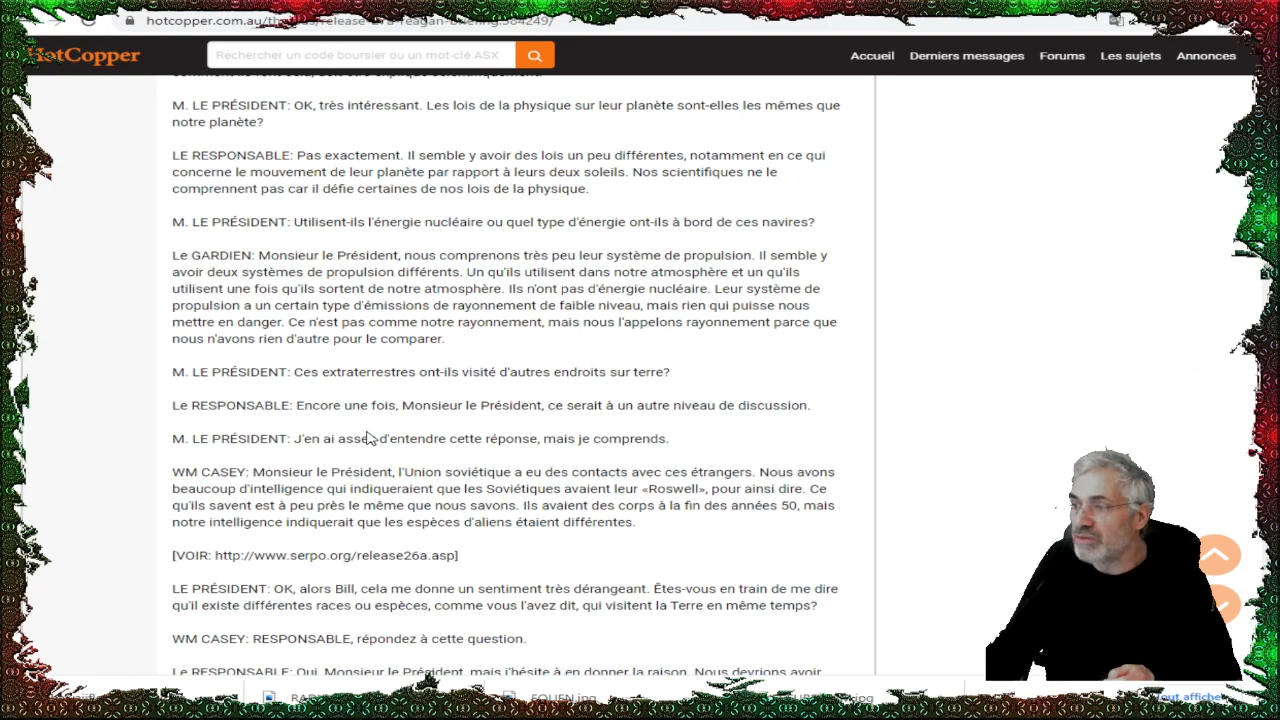 hotcopper.com.au/th
HotCopper
Rechercher un code boursier ou un mot-clé ASX
Accueil
Derniers messages
Forums
Les sujets
Annonces
M. LE PRÉSIDENT: OK, très intéressant. Les lois de la physique sur leur planète sont-elles les mêmes que
notre planète?
LE RESPONSABLE: Pas exactement. Il semble y avoir des lois un peu différentes, notamment en ce qui
concerne le mouvement de leur planète par rapport à leurs deux soleils. Nos scientifiques ne le
comprennent pas car il défie certaines de nos lois de la physique.
M. LE PRÉSIDENT: Utilisent-ils l'énergie nucléaire ou quel type d'énergie ont-ils à bord de ces navires?
Le GARDIEN: Monsieur le Président, nous comprenons très peu leur système de propulsion. Il semble y
avoir deux systèmes de propulsion différents. Un qu'ils utilisent dans notre atmosphère et un qu'ils
utilisent une fois qu'ils sortent de notre atmosphère. Ils n'ont pas d'énergie nucléaire. Leur système de
propulsion a un certain type d'émissions de rayonnement de faible niveau, mais rien qui puisse nous
mettre en danger. Ce n'est pas comme notre rayonnement, mais nous l'appelons rayonnement parce que
nous n'avons rien d'autre pour le comparer.
M. LE PRÉSIDENT: Ces extraterrestres ont-ils visité d'autres endroits sur terre?
Le RESPONSABLE: Encore une fois, Monsieur le Président, ce serait à un autre niveau de discussion.
M. LE PRÉSIDENT: J'en ai assez d'entendre cette réponse, mais je comprends.
WM CASEY: Monsieur le Président, l'Union soviétique a eu des contacts avec ces étrangers. Nous avons
beaucoup d'intelligence qui indiqueraient que les Soviétiques avaient leur «Roswell», pour ainsi dire. Ce
qu'ils savent est à peu près le même que nous savons. Ils avaient des corps à la fin des années 50, mais
notre intelligence indiquerait que les espèces d'aliens étaient différentes.
[VOIR: http://www.serpo.org/release26a.asp]
LE PRÉSIDENT: OK, alors Bill, cela me donne un sentiment très dérangeant. Êtes-vous en train de me dire
qu'il existe différentes races ou espèces, comme vous l'avez dit, qui visitent la Terre en même temps?
WM CASEY: RESPONSABLE, répondez à cette question.
Le RESPONSABLE: Oui, Monsieur le Président, mais j'hésite à en donner la raison. Nous devrions avoir